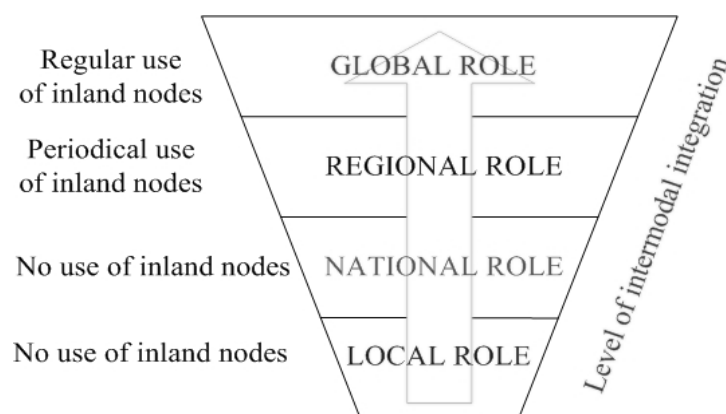 Regular use
of inland nodes
GLOBAL ROLE
Periodical use
of inland nodes
REGIONAL ROLE
No use of inland nodes
NATIONAL ROLE
No use of inland nodes
LOCAL ROLE
Level of intermodal integration